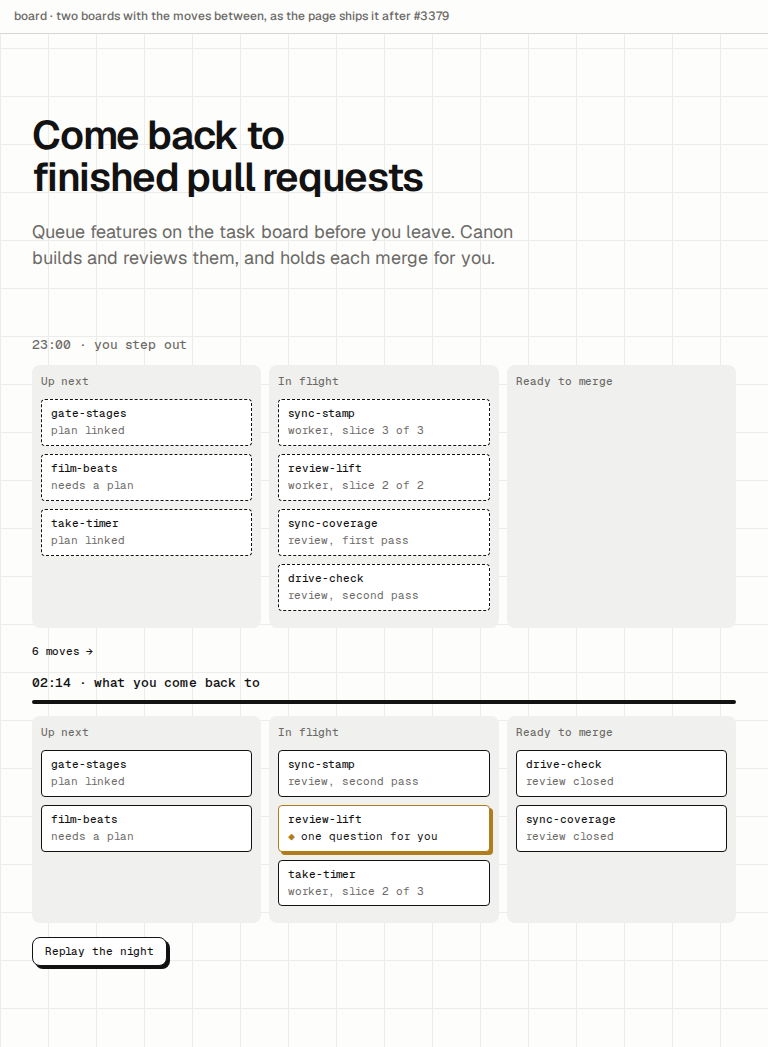 board · two boards with the moves between, as the page ships it after #3379
Come back to
finished pull requests
Queue features on the task board before you leave. Canon
builds and reviews them, and holds each merge for you.
23:00 · you step out
Up next
gate-stages
plan linked
film-beats
needs a plan
take-timer
plan linked
In flight
sync-stamp
worker, slice 3 of 3
review-lift
worker, slice 2 of 2
sync-coverage
review, first pass
drive-check
review, second pass
Ready to merge
6 moves →
02:14 · what you come back to
Up next
gate-stages
plan linked
film-beats
needs a plan
In flight
sync-stamp
review, second pass
review-lift
◆ one question for you
take-timer
worker, slice 2 of 3
Ready to merge
drive-check
review closed
sync-coverage
review closed
Replay the night